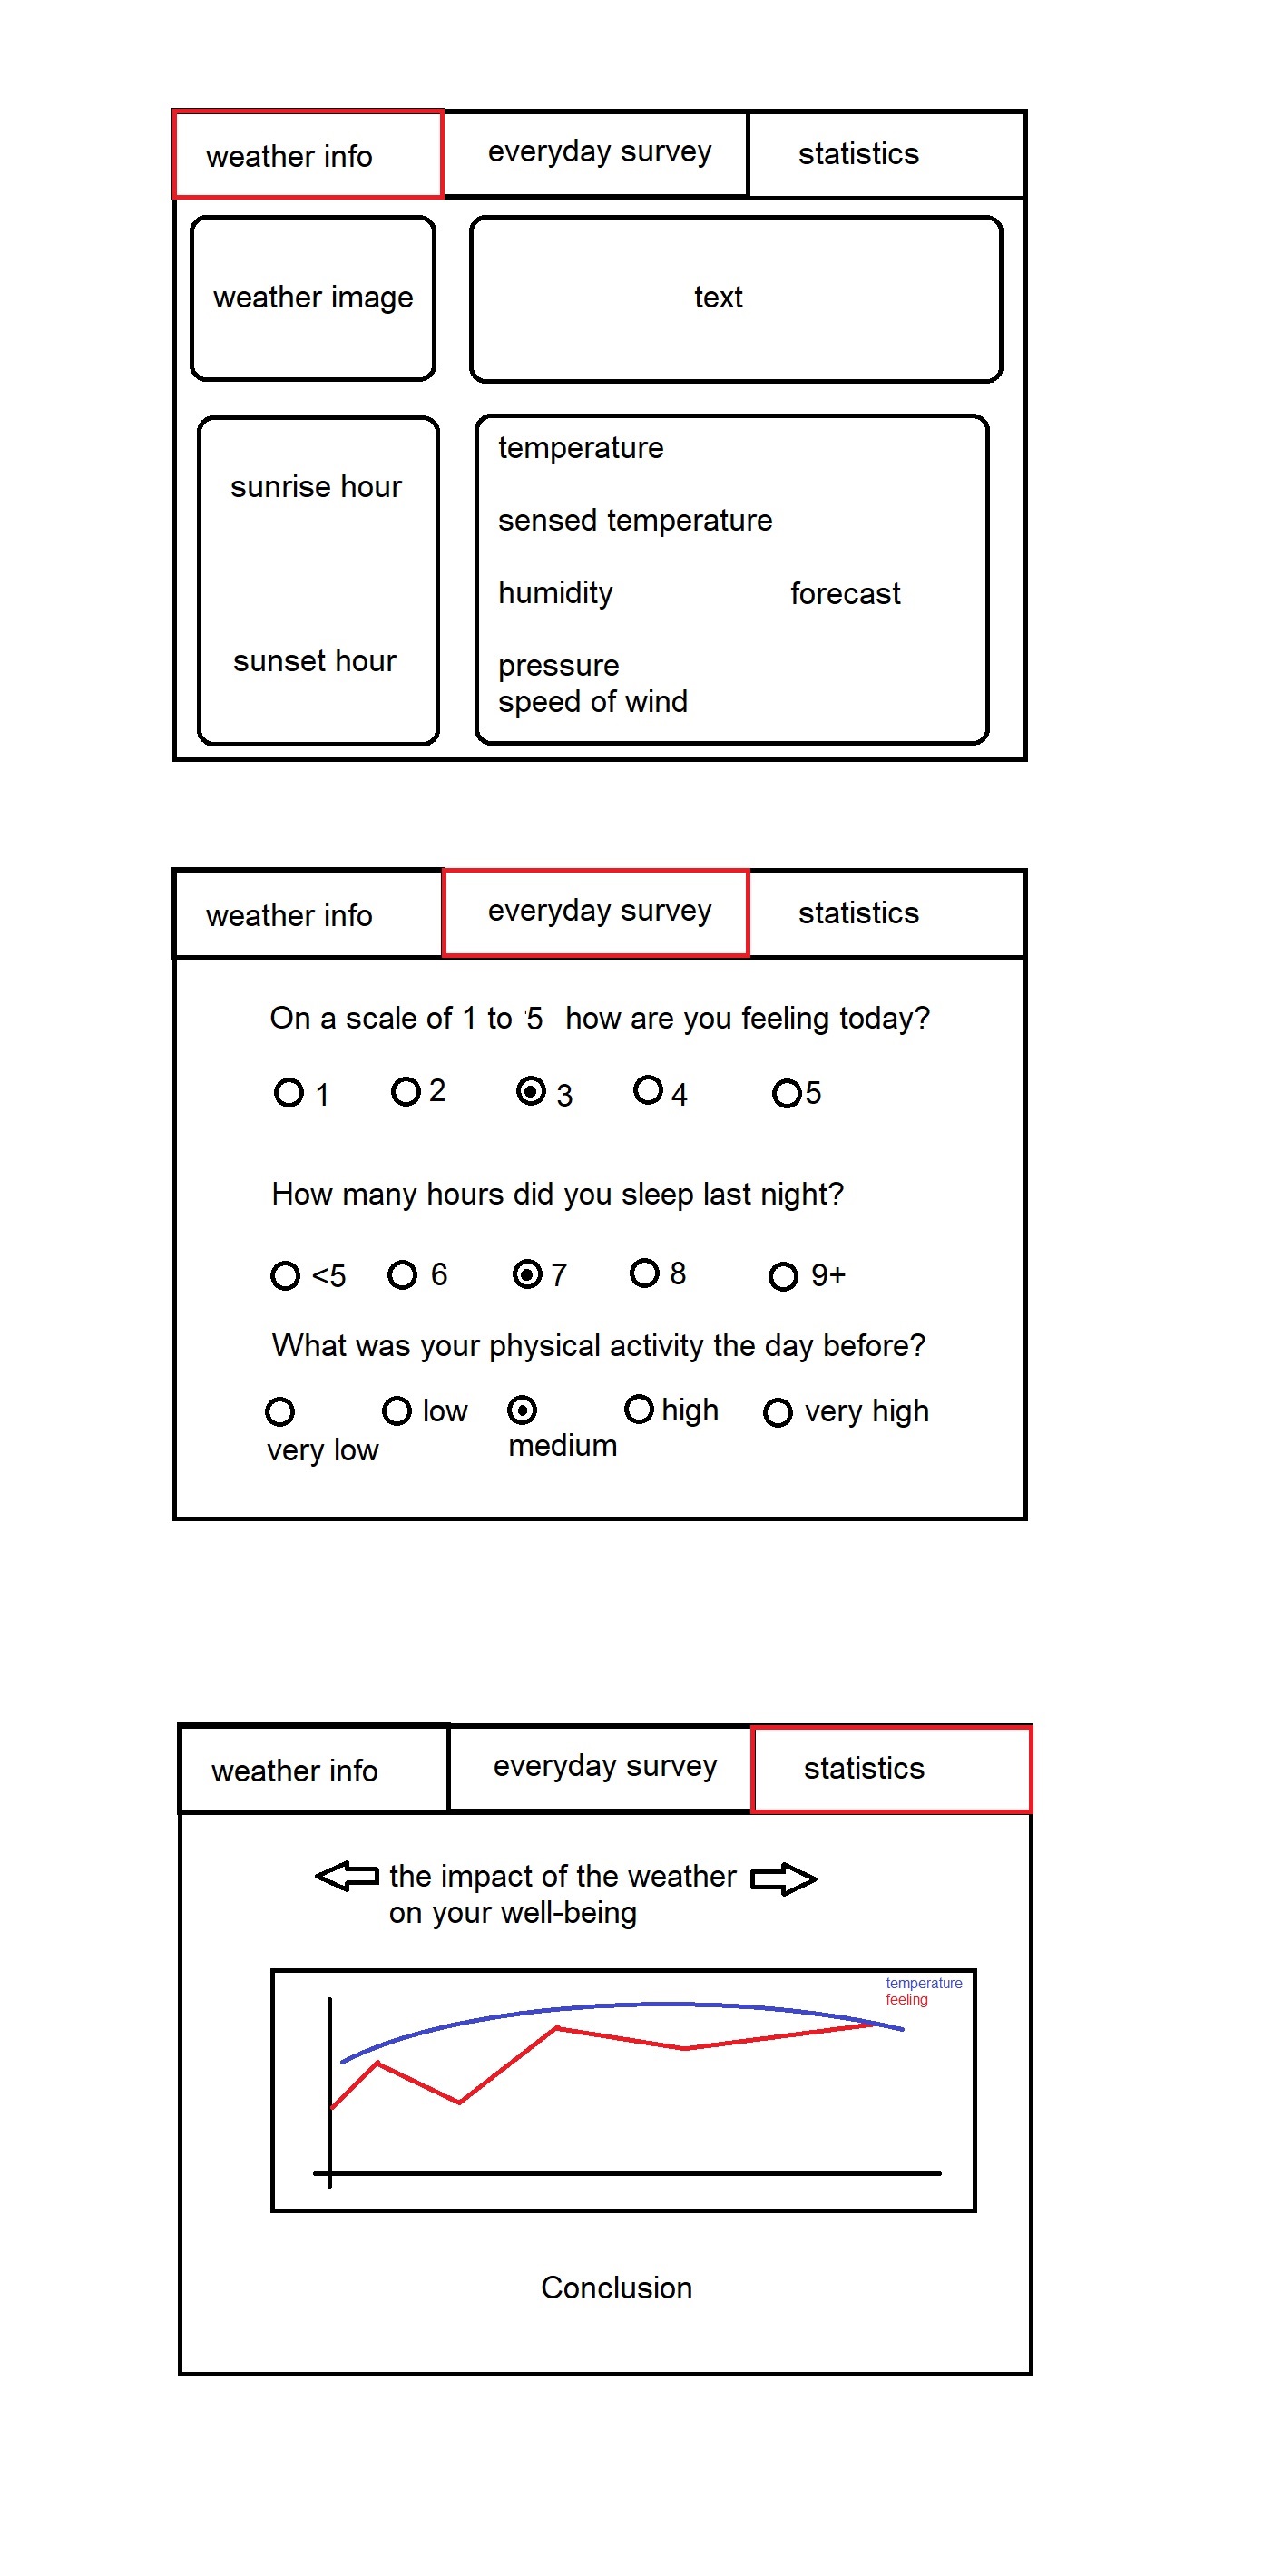 weather info
everyday survey
statistics
weather image
text
sunrise hour
sunset hour
temperature
sensed temperature
humidity
forecast
pressure
speed of wind
weather info
everyday survey
statistics
On a scale of 1 to 5 how are you feeling today?
1 2 3 4 5
How many hours did you sleep last night?
<5 6 7 8 9+
What was your physical activity the day before?
low high very high
very low medium
weather info
everyday survey
statistics
the impact of the weather
on your well-being
temperature
feeling
Conclusion